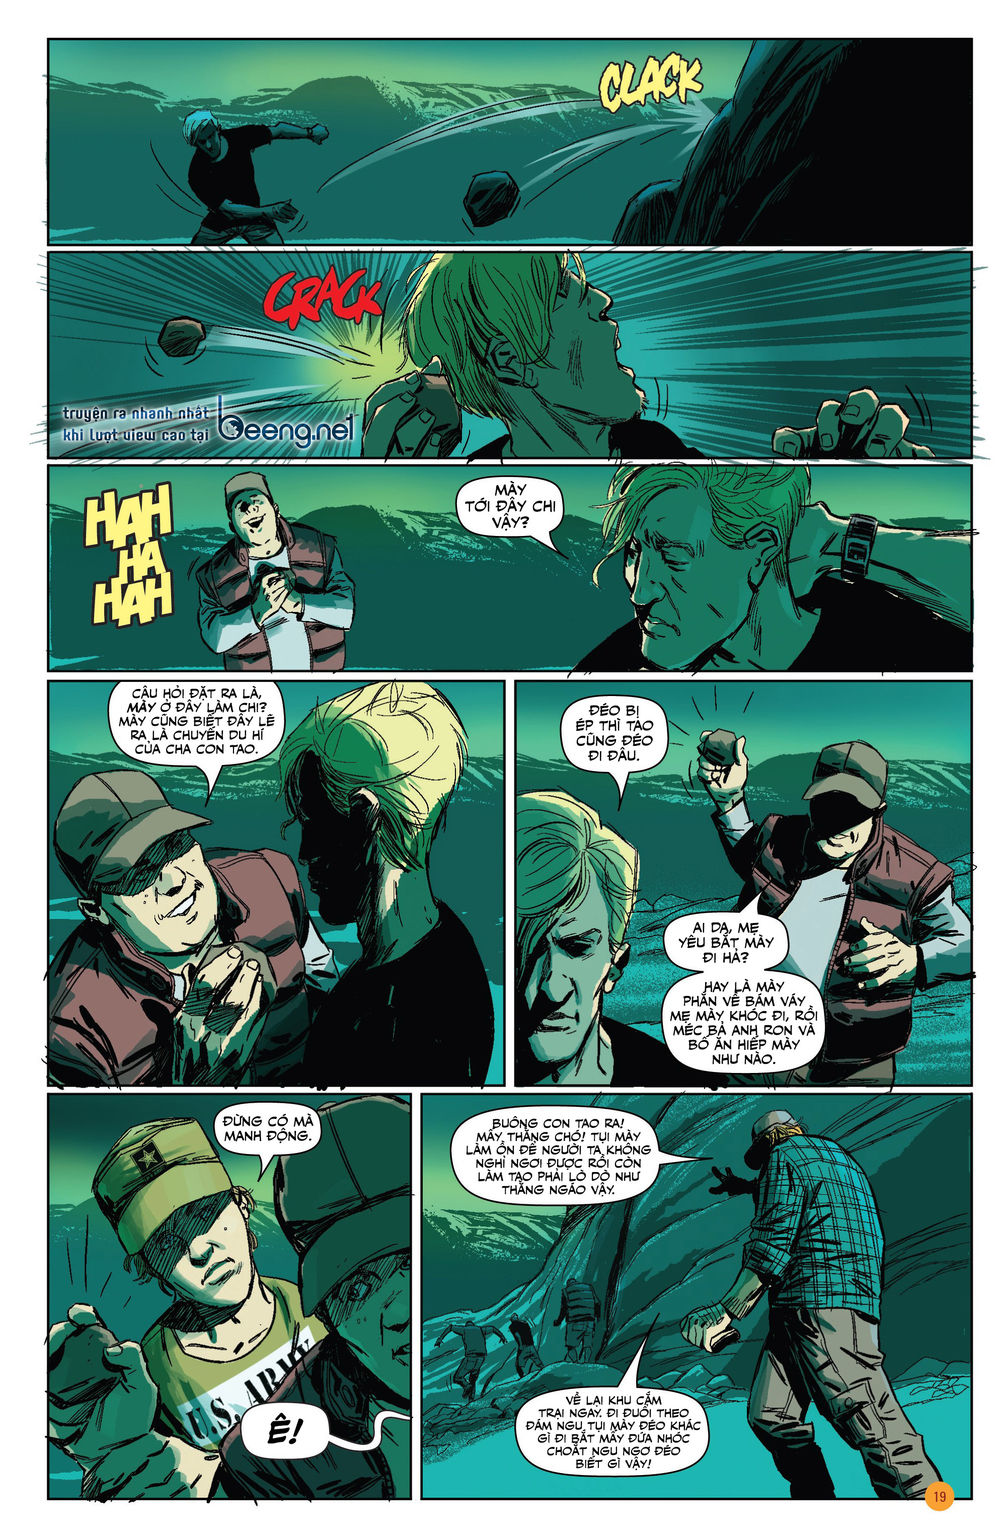 CLACK
CRACK
truyện ra nhanh nhất
khi lượt view cao tại
beeng.net
HAH
HA
HAH
MÀY
TỚI ĐÂY CHI
VẬY?
CÂU HỎI ĐẶT RA LÀ,
MÀY Ở ĐÂY LÀM CHI?
MÀY CŨNG BIẾT ĐÂY LẼ
RA LÀ CHUYẾN DU HÍ
CỦA CHA CON TAO.
ĐÉO BỊ
ÉP THÌ TAO
CŨNG ĐÉO
ĐI ĐÂU.
AI DA, MẸ
YÊU BẮT MÀY
ĐI HẢ?
HAY LÀ MÀY
PHẮN VỀ BÁM VÁY
MẸ MÀY KHÓC ĐI, RỒI
MÉC BẢ ANH RON VÀ
BỐ ĂN HIẾP MÀY
NHƯ NÀO.
ĐỪNG CÓ MÀ
MANH ĐỘNG.
U.S. ARMY
Ê!
BUÔNG CON TAO RA!
MẤY THẰNG CHÓ! TỤI MÀY
LÀM ỒN ĐỂ NGƯỜI TA KHÔNG
NGHỈ NGƠI ĐƯỢC RỒI CÒN
LÀM TAO PHẢI LÒ DÒ NHƯ
THẰNG NGÁO VẬY.
VỀ LẠI KHU CẮM
TRẠI NGAY. ĐI ĐUỔI THEO
ĐÁM NGU TỤI MÀY ĐÉO KHÁC
GÌ ĐI BẮT MẤY ĐỨA NHÓC
CHOẮT NGU NGƠ ĐÉO
BIẾT GÌ VẬY!
19